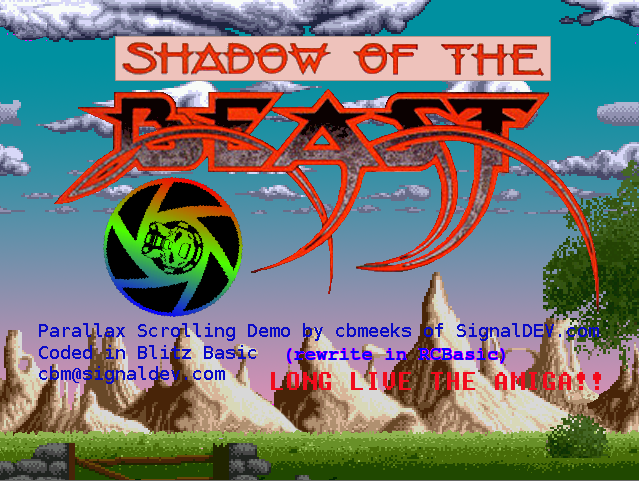 SHADOW OF THE
BEAST
Parallax Scrolling Demo by cbmeeks of SignalDEV.com
Coded in Blitz Basic (rewrite in RCBasic)
cbm@signaldev.com
LONG LIVE THE AMIGA!!